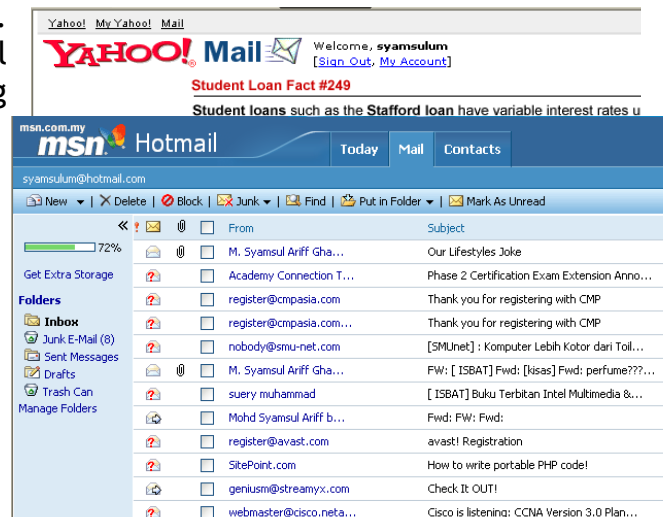 .
Yahoo! My Yahoo! Mail
l
YAHOO! Mail
Welcome, syamsulum
[Sign Out, My Account]
g
Student Loan Fact #249
Student loans such as the Stafford loan have variable interest rates u
msn.com.my
msn Hotmail
Today Mail Contacts
syamsulum@hotmail.com
New | Delete | Block | Junk | Find | Put in Folder | Mark As Unread
« ! From Subject
72%
M. Syamsul Ariff Gha... Our Lifestyles Joke
Get Extra Storage
Academy Connection T... Phase 2 Certification Exam Extension Anno...
Folders
register@cmpasia.com Thank you for registering with CMP
Inbox
register@cmpasia.com... Thank you for registering with CMP
Junk E-Mail (8)
nobody@smu-net.com [SMUnet] : Komputer Lebih Kotor dari Toil...
Sent Messages
M. Syamsul Ariff Gha... FW: [ ISBAT] Fwd: [kisas] Fwd: perfume???...
Drafts
Trash Can
suery muhammad [ ISBAT] Buku Terbitan Intel Multimedia &...
Manage Folders
Mohd Syamsul Ariff b... Fwd: FW: Fwd:
register@avast.com avast! Registration
SitePoint.com How to write portable PHP code!
geniusm@streamyx.com Check It OUT!
webmaster@cisco.neta... Cisco is listening: CCNA Version 3.0 Plan...